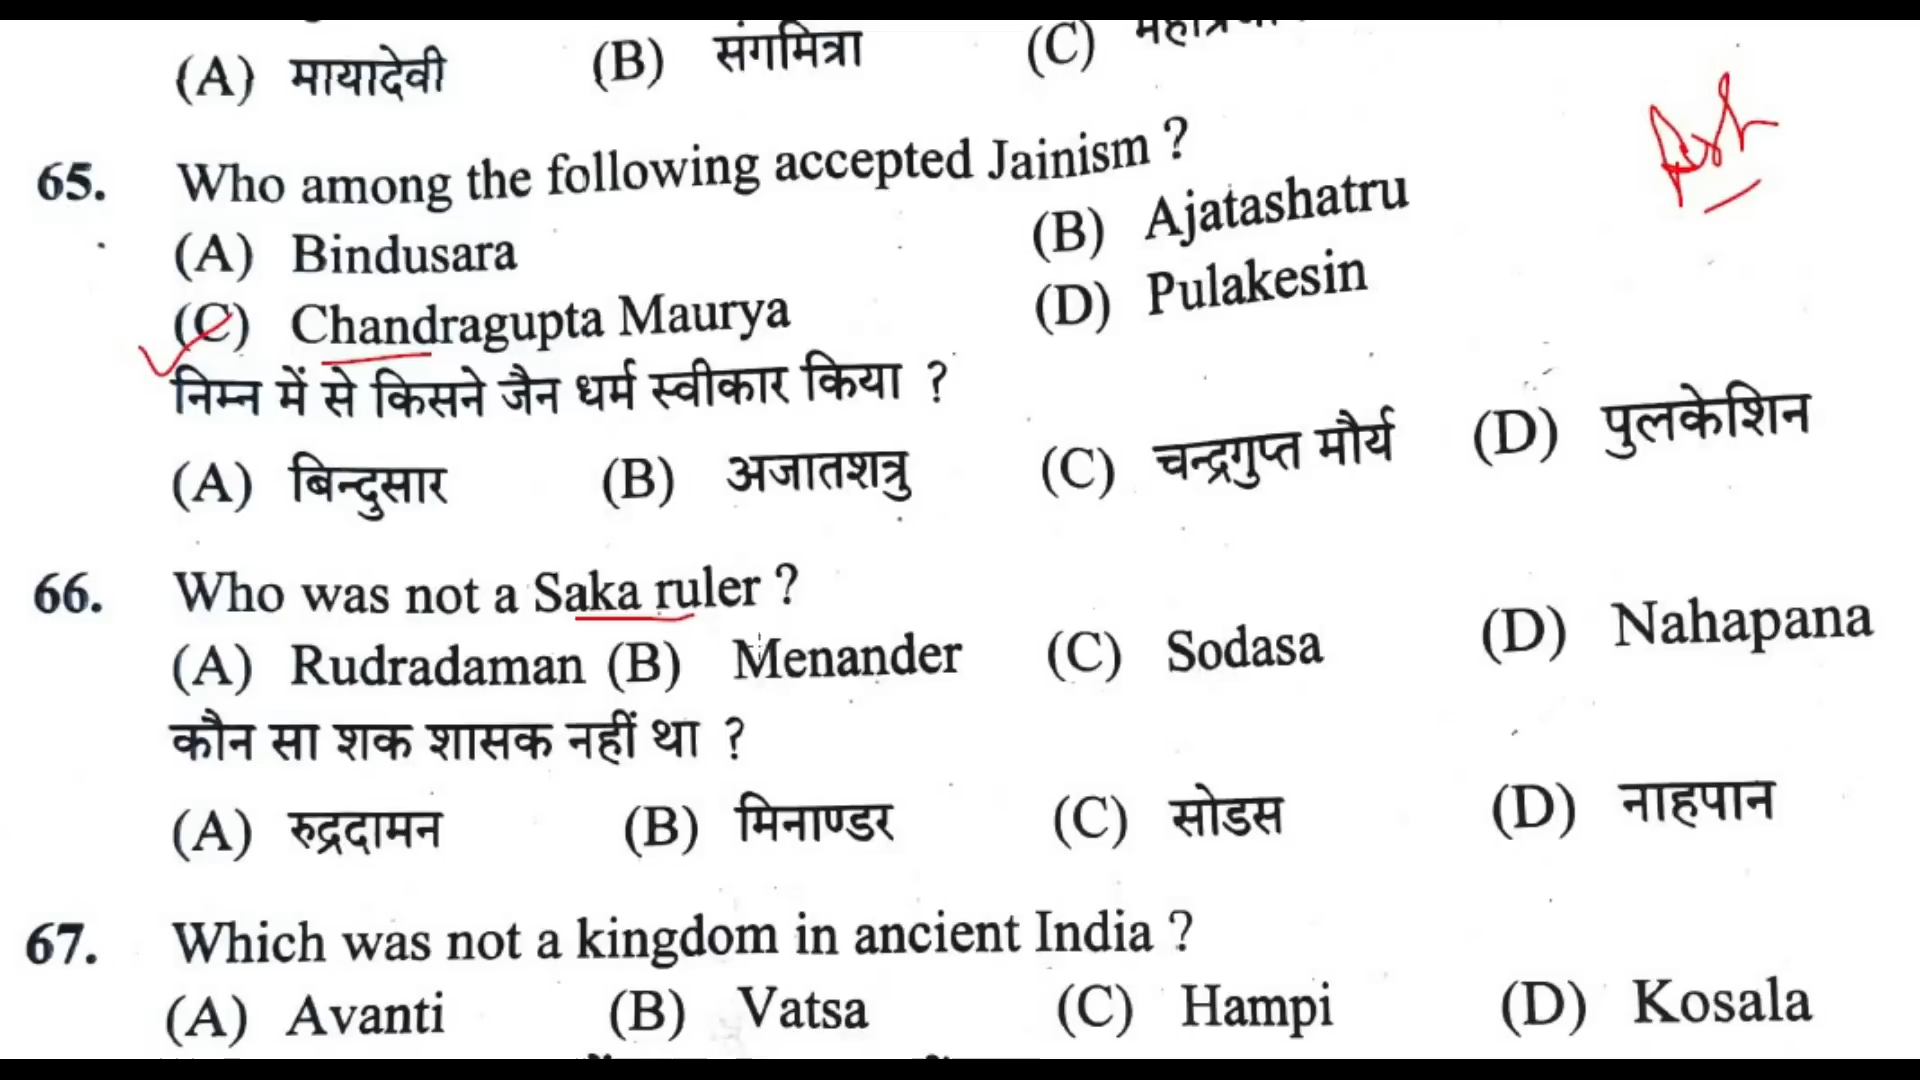 (A) मायादेवी (B) संगमित्रा (C)
65. Who among the following accepted Jainism ?
(A) Bindusara (B) Ajatashatru
(C) Chandragupta Maurya (D) Pulakesin
निम्न में से किसने जैन धर्म स्वीकार किया ?
(A) बिन्दुसार (B) अजातशत्रु (C) चन्द्रगुप्त मौर्य (D) पुलकेशिन
66. Who was not a Saka ruler ?
(A) Rudradaman (B) Menander (C) Sodasa (D) Nahapana
कौन सा शक शासक नहीं था ?
(A) रुद्रदामन (B) मिनाण्डर (C) सोडस (D) नाहपान
67. Which was not a kingdom in ancient India ?
(A) Avanti (B) Vatsa (C) Hampi (D) Kosala